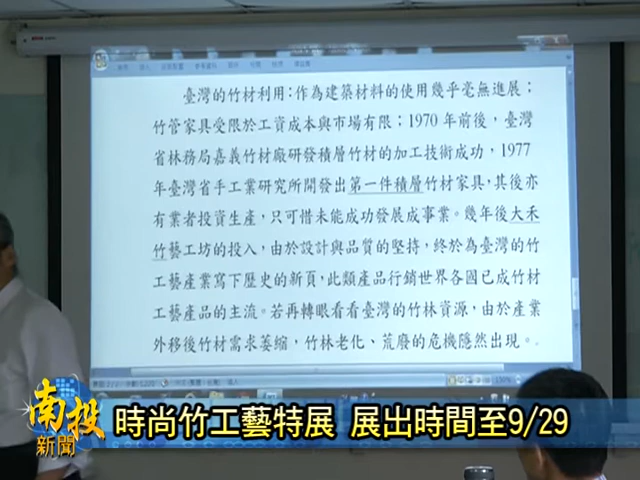 臺灣的竹材利用：作為建築材料的使用幾乎毫無進展；
竹管家具受限於工資成本與市場有限；1970 年前後，臺灣
省林務局嘉義竹材廠研發積層竹材的加工技術成功，1977
年臺灣省手工業研究所開發出第一件積層竹材家具，其後亦
有業者投資生產，只可惜未能成功發展成事業。幾年後大禾
竹藝工坊的投入，由於設計與品質的堅持，終於為臺灣的竹
工藝產業寫下歷史的新頁，此類產品行銷世界各國已成竹材
工藝產品的主流。若再轉眼看看臺灣的竹林資源，由於產業
外移後竹材需求萎縮，竹林老化、荒廢的危機隱然出現。
南投
新聞
時尚竹工藝特展 展出時間至9/29